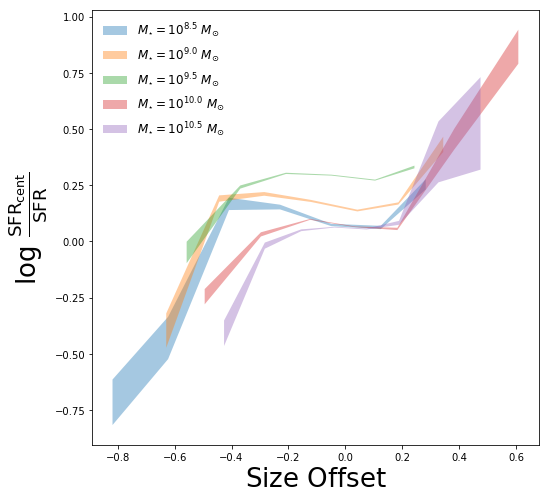 M⋆ = 10^8.5 M⊙
M⋆ = 10^9.0 M⊙
M⋆ = 10^9.5 M⊙
M⋆ = 10^10.0 M⊙
M⋆ = 10^10.5 M⊙
1.00
0.75
0.50
0.25
0.00
−0.25
−0.50
−0.75
log SFR_cent / SFR
−0.8 −0.6 −0.4 −0.2 0.0 0.2 0.4 0.6
Size Offset